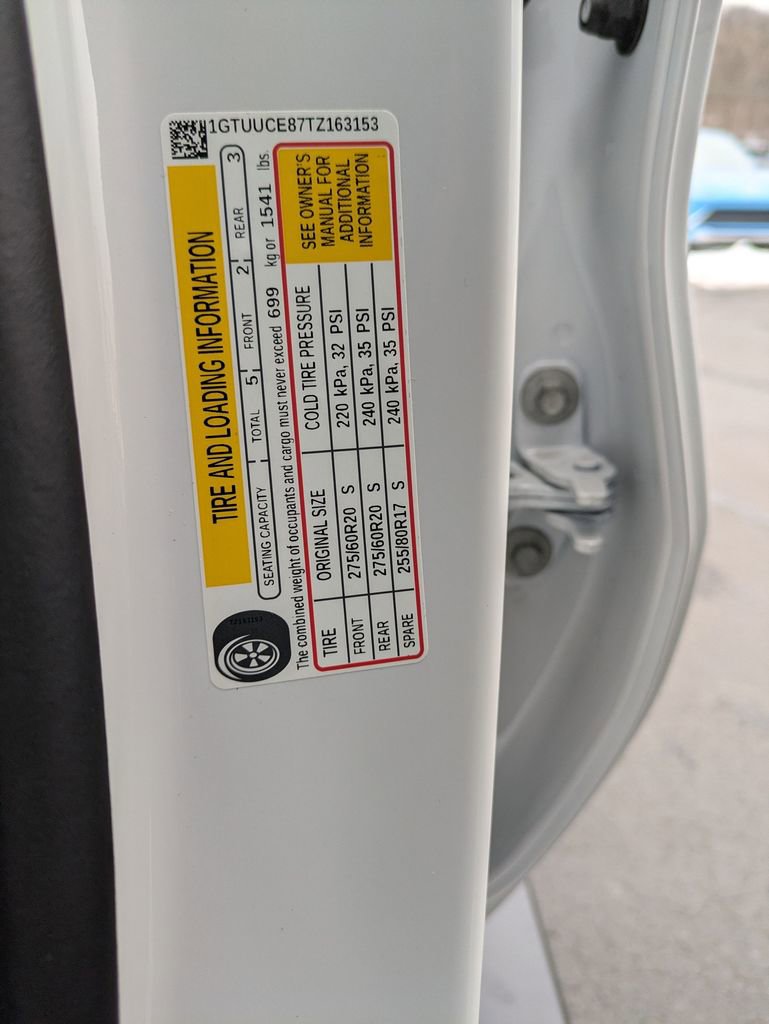 1GTUUCE87TZ163153
TIRE AND LOADING INFORMATION
SEATING CAPACITY TOTAL 5 FRONT 2 REAR 3
The combined weight of occupants and cargo must never exceed 699 kg or 1541 lbs.
TIRE ORIGINAL SIZE COLD TIRE PRESSURE
FRONT 275/60R20 S 220 kPa, 32 PSI
REAR 275/60R20 S 240 kPa, 35 PSI
SPARE 255/80R17 S 240 kPa, 35 PSI
SEE OWNER'S
MANUAL FOR
ADDITIONAL
INFORMATION